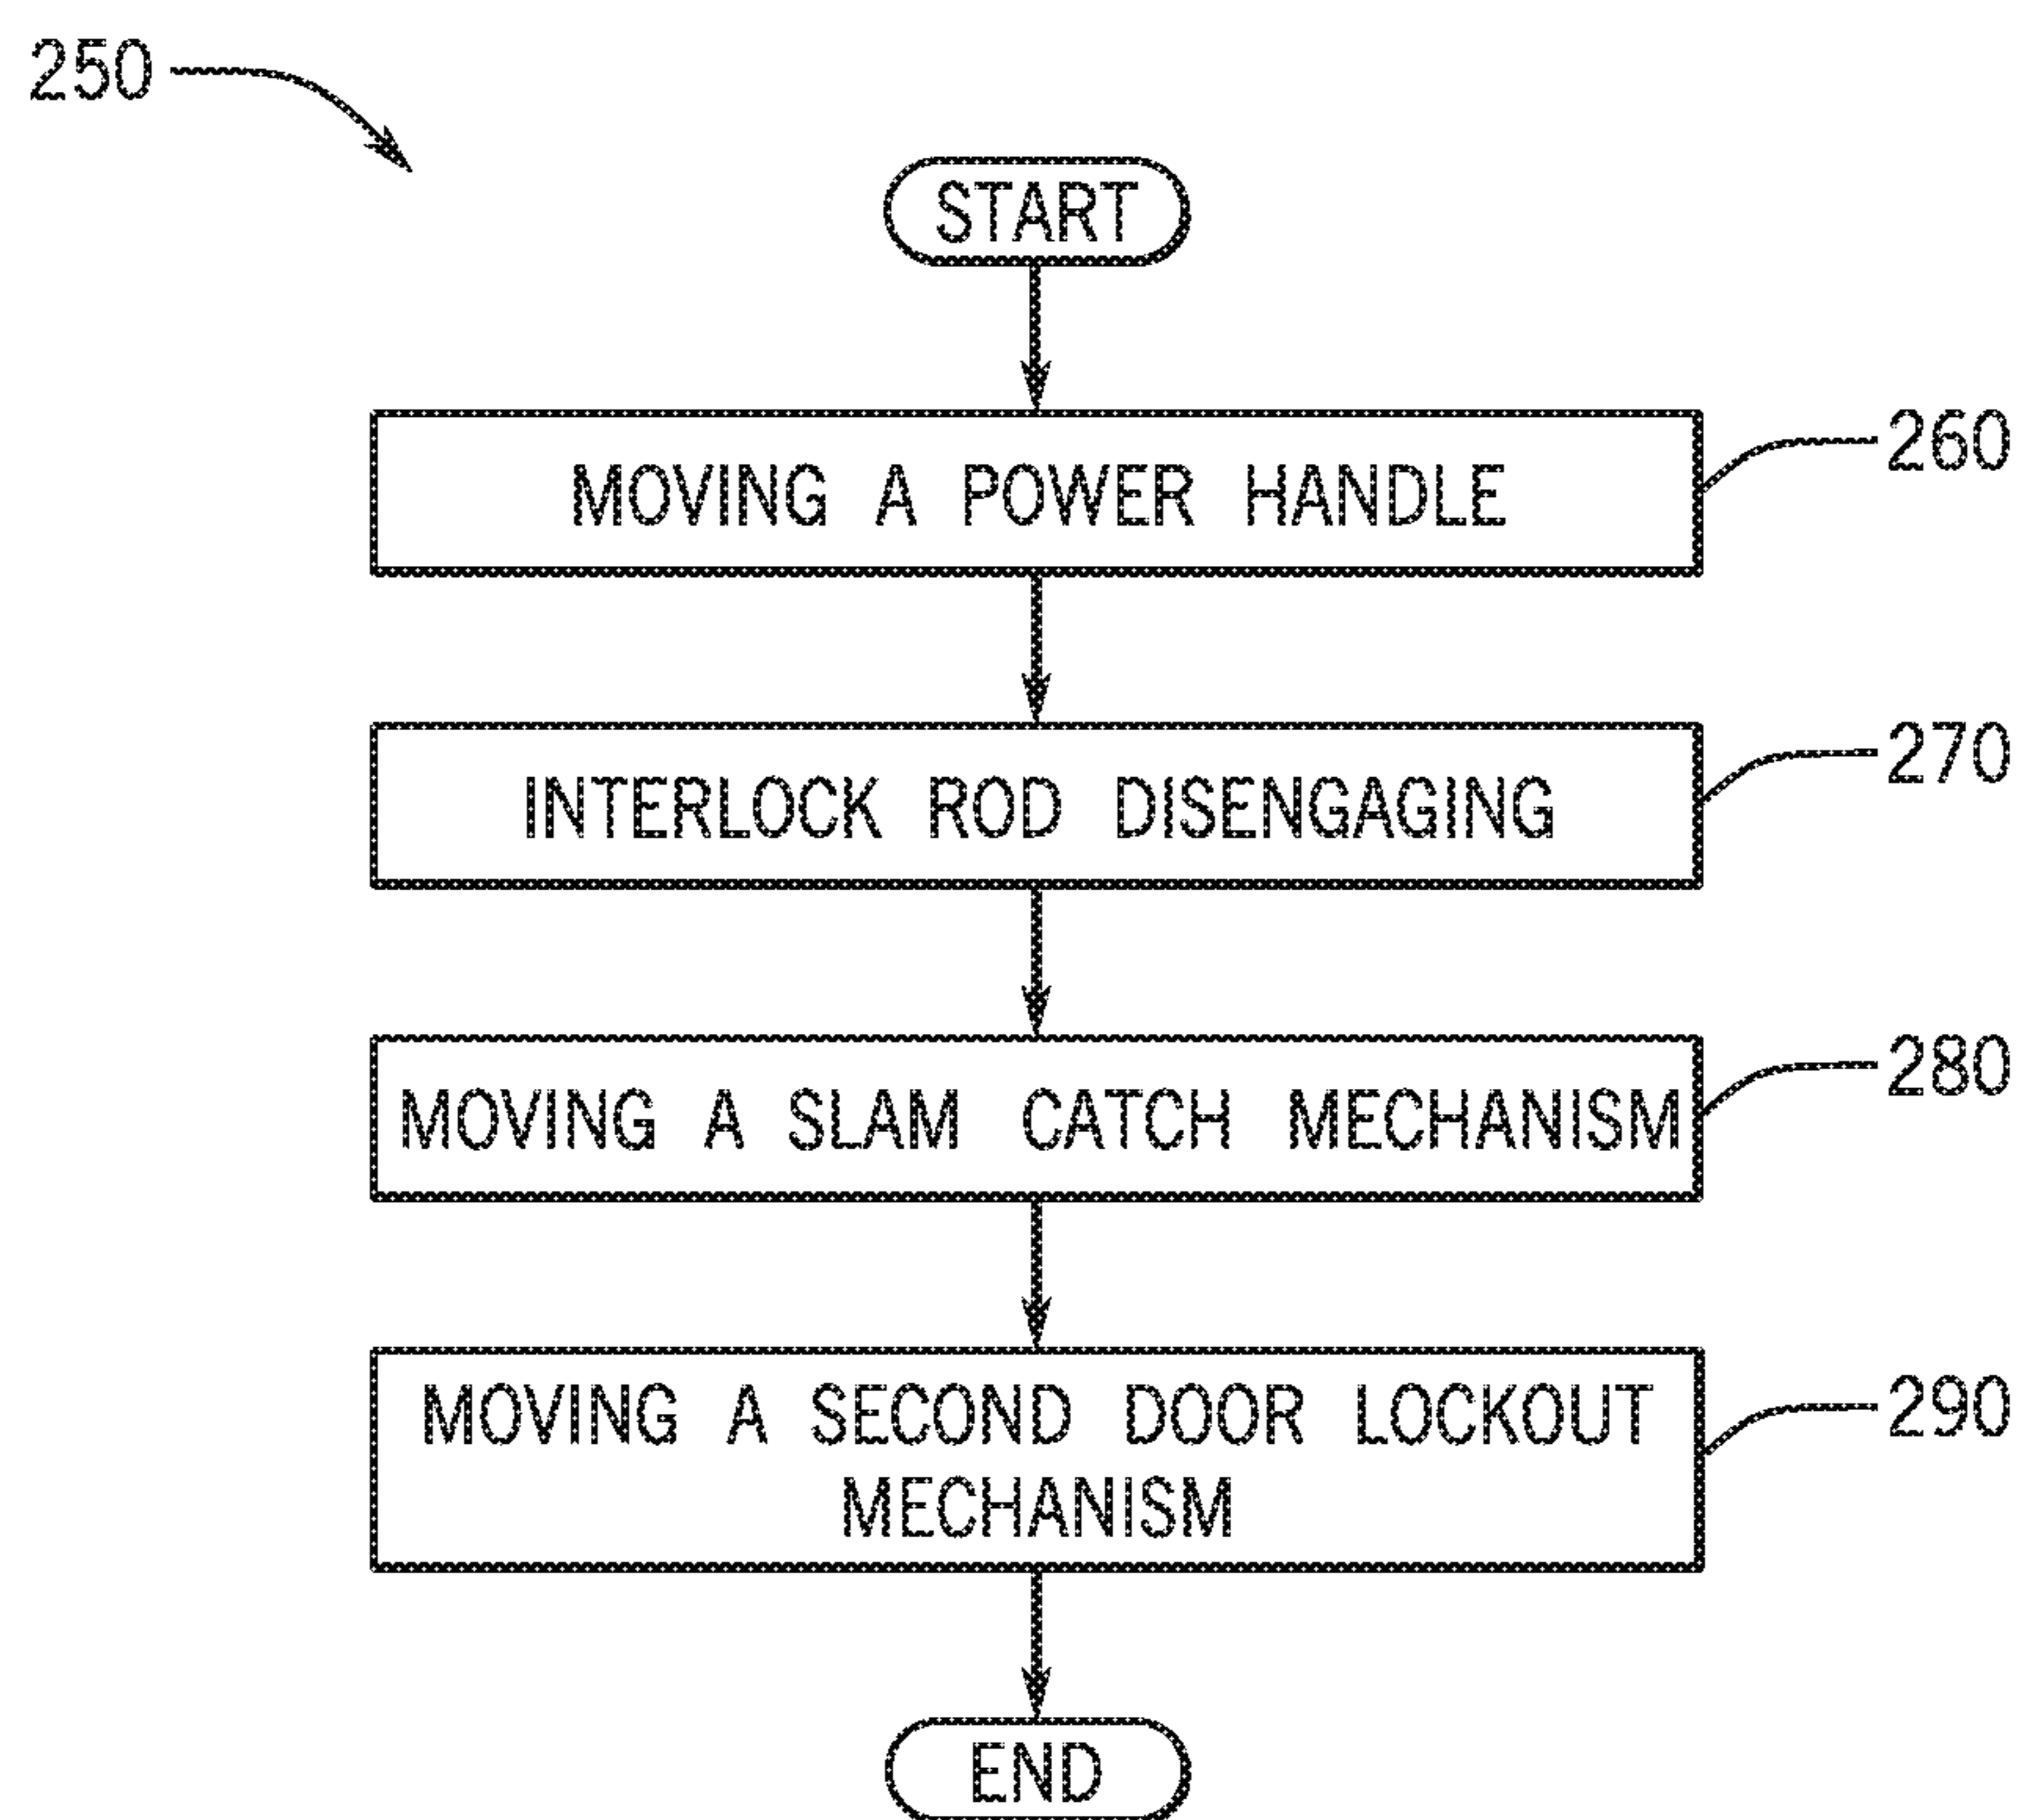 250
START
MOVING A POWER HANDLE
260
INTERLOCK ROD DISENGAGING
270
MOVING A SLAM CATCH MECHANISM
280
MOVING A SECOND DOOR LOCKOUT
MECHANISM
290
END